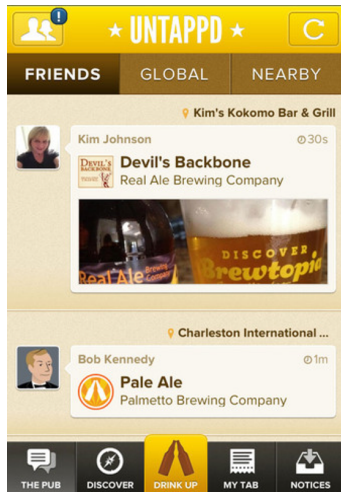 !
UNTAPPD
FRIENDS
GLOBAL
NEARBY
Kim's Kokomo Bar & Grill
Kim Johnson
30s
DEVIL'S
BACKBONE
Devil's Backbone
Real Ale Brewing Company
Real Ale
Brewing
Company
DISCOVER
Brewtopia
Charleston International ...
Bob Kennedy
1m
Pale Ale
Palmetto Brewing Company
THE PUB
DISCOVER
DRINK UP
MY TAB
NOTICES